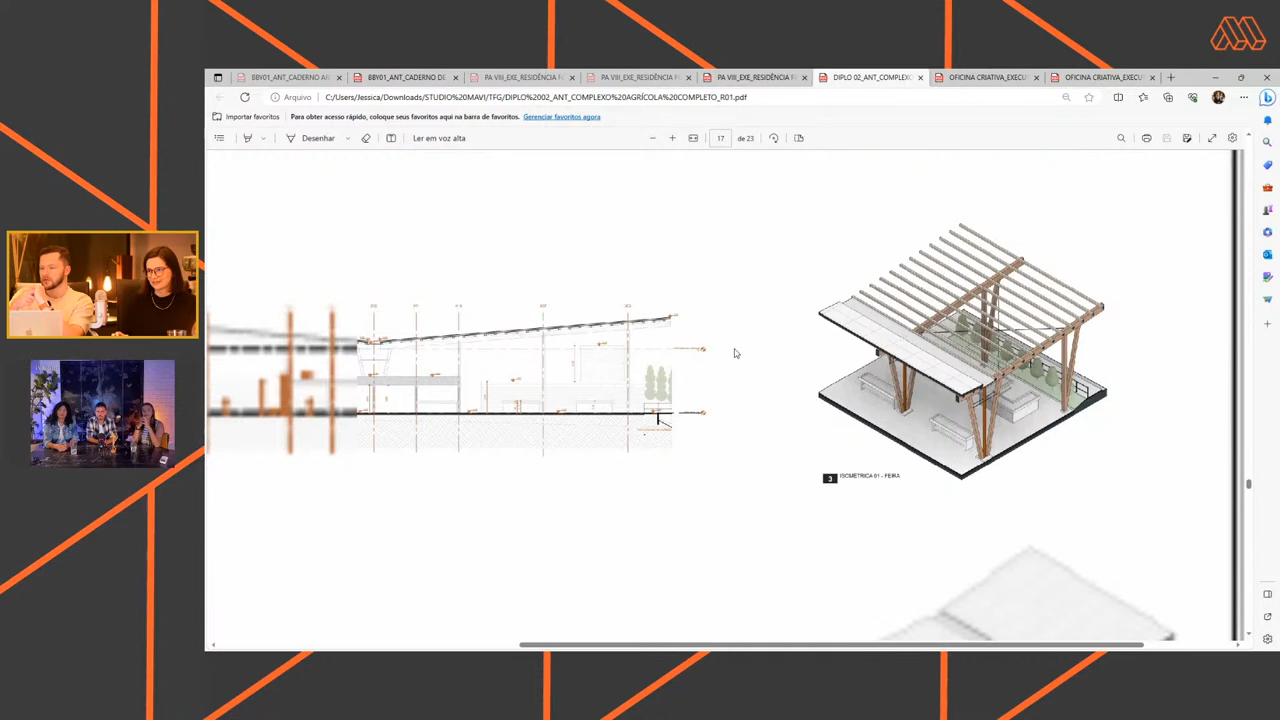 BBY01_ANT_CADERNO AR
BBY01_ANT_CADERNO DE
PA VIII_EXE_RESIDÊNCIA FO
PA VIII_EXE_RESIDÊNCIA FO
PA VIII_EXE_RESIDÊNCIA F
DIPLO 02_ANT_COMPLEXO
OFICINA CRIATIVA_EXECU
OFICINA CRIATIVA_EXECU
Arquivo
C:/Users/Jessica/Downloads/STUDIO%20MAVI/TFG/DIPLO%2002_ANT_COMPLEXO%20AGRÍCOLA%20COMPLETO_R01.pdf
Importar favoritos
Para obter acesso rápido, coloque seus favoritos aqui na barra de favoritos.
Gerenciar favoritos agora
Desenhar
Ler em voz alta
17
de 23
3
ISOMÉTRICA 01 - FEIRA